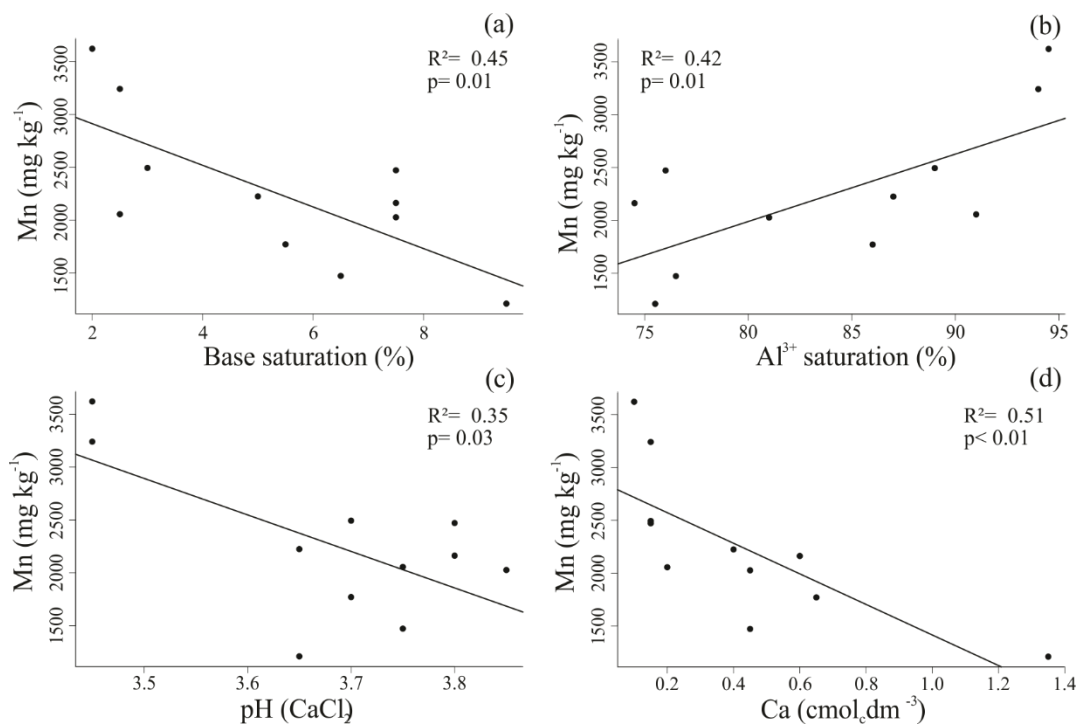 (a)
R²= 0.45
p= 0.01
Mn (mg kg⁻¹)
3500
3000
2500
2000
1500
2
4
6
8
Base saturation (%)
(b)
R²= 0.42
p= 0.01
Mn (mg kg⁻¹)
3500
3000
2500
2000
1500
75
80
85
90
95
Al³⁺ saturation (%)
(c)
R²= 0.35
p= 0.03
Mn (mg kg⁻¹)
3500
3000
2500
2000
1500
3.5
3.6
3.7
3.8
pH (CaCl₂)
(d)
R²= 0.51
p< 0.01
Mn (mg kg⁻¹)
3500
3000
2500
2000
1500
0.2
0.4
0.6
0.8
1.0
1.2
1.4
Ca (cmol꜀dm ⁻³)